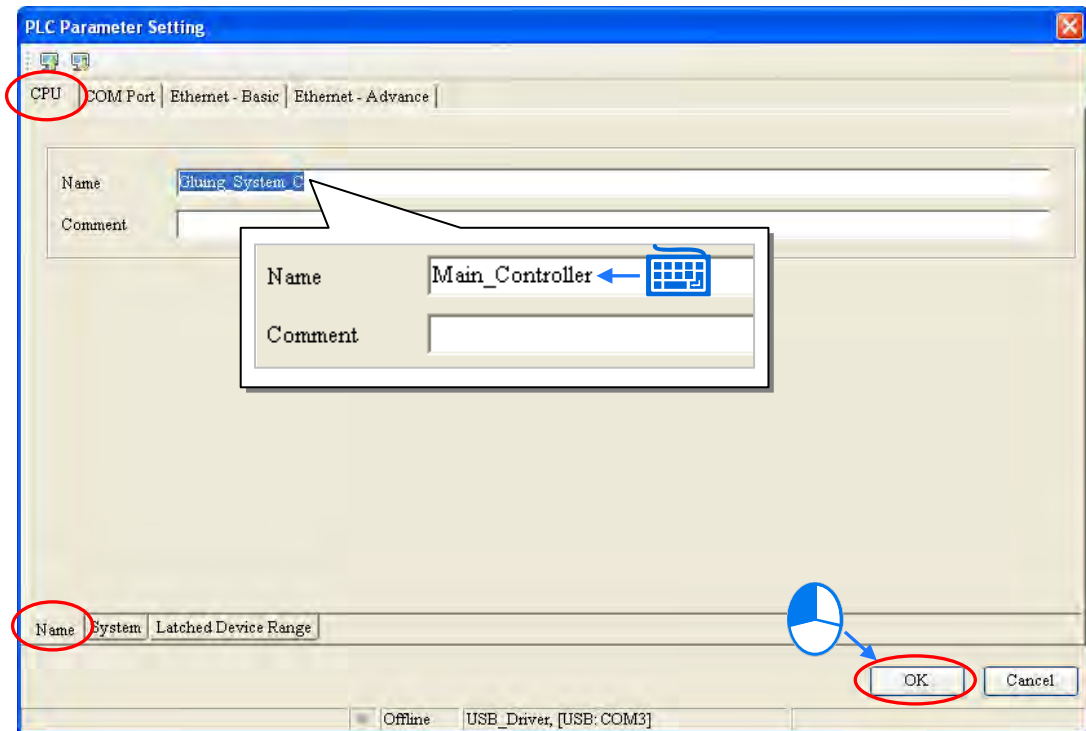 PLC Parameter Setting
CPU COM Port Ethernet - Basic Ethernet - Advance
Name Gluing_System_C
Comment
Name Main_Controller
Comment
Name System Latched Device Range
OK Cancel
Offline USB_Driver, [USB: COM3]